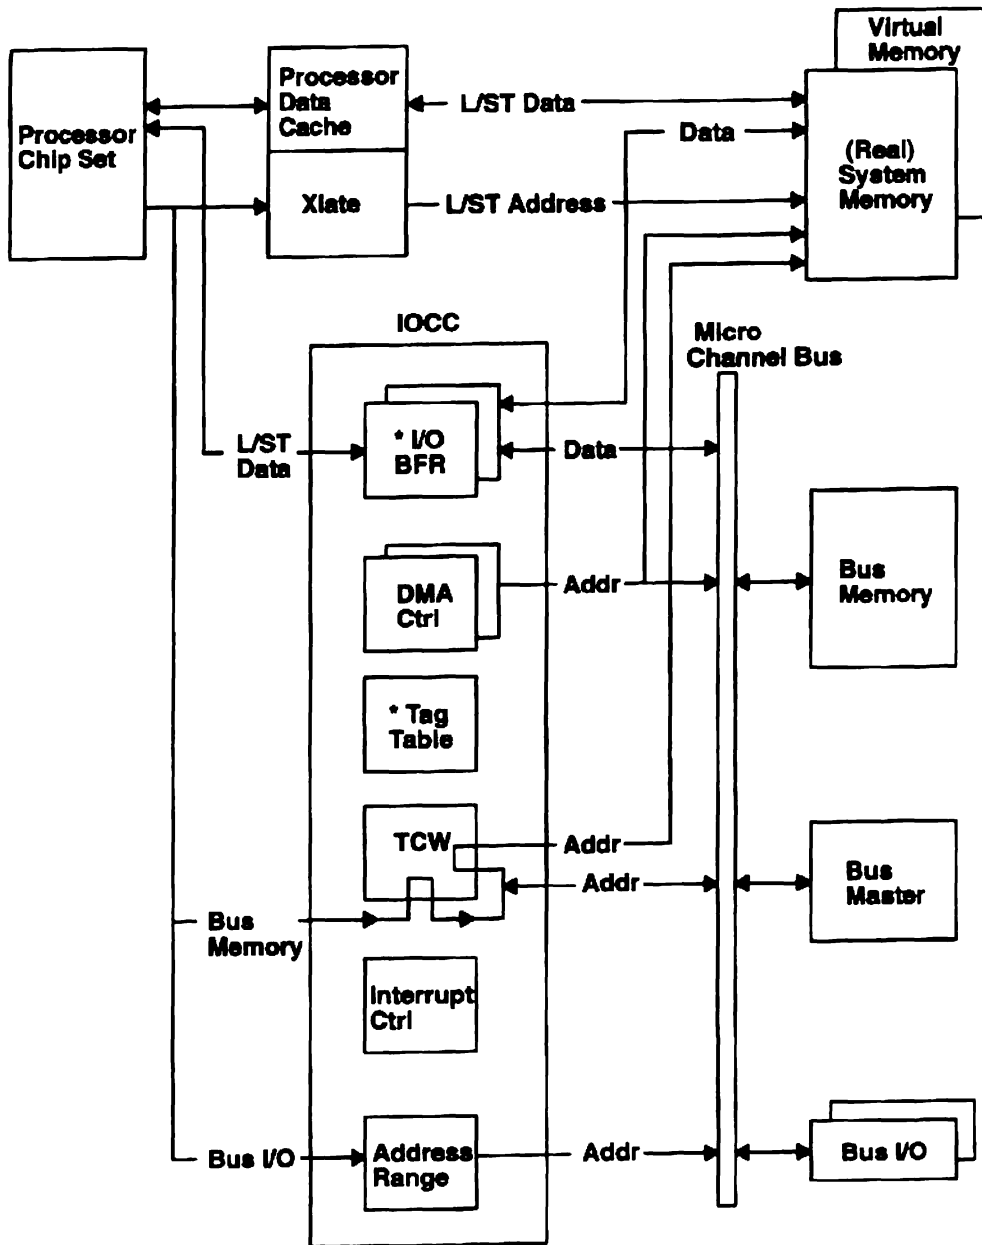 Virtual
Memory
Processor
Data
Cache
L/ST Data
Data
Processor
Chip Set
(Real)
System
Memory
Xlate
L/ST Address
IOCC
Micro
Channel Bus
* I/O
BFR
L/ST
Data
Data
DMA
Ctrl
Addr
Bus
Memory
* Tag
Table
TCW
Addr
Addr
Bus
Master
Bus
Memory
Interrupt
Ctrl
Bus I/O
Address
Range
Addr
Bus I/O